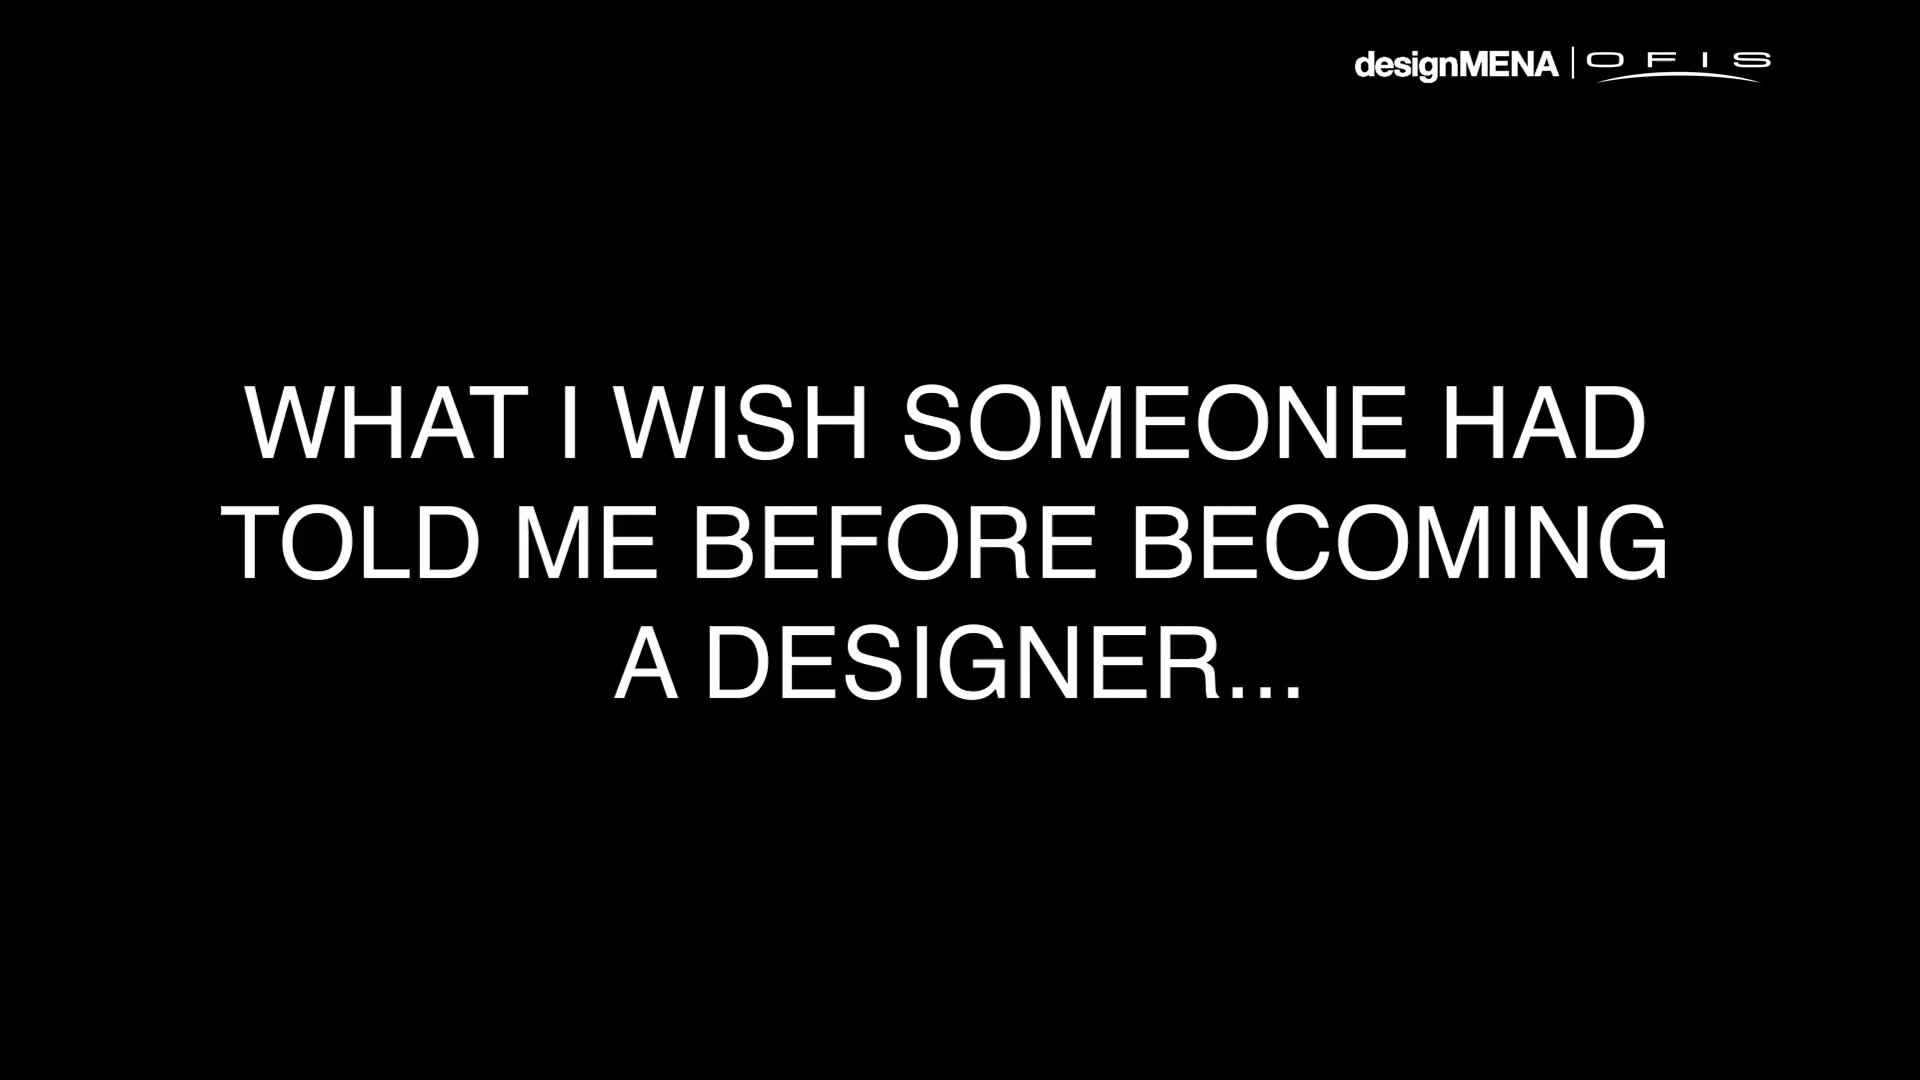 designMENA | OFIS
WHAT I WISH SOMEONE HAD
TOLD ME BEFORE BECOMING
A DESIGNER...